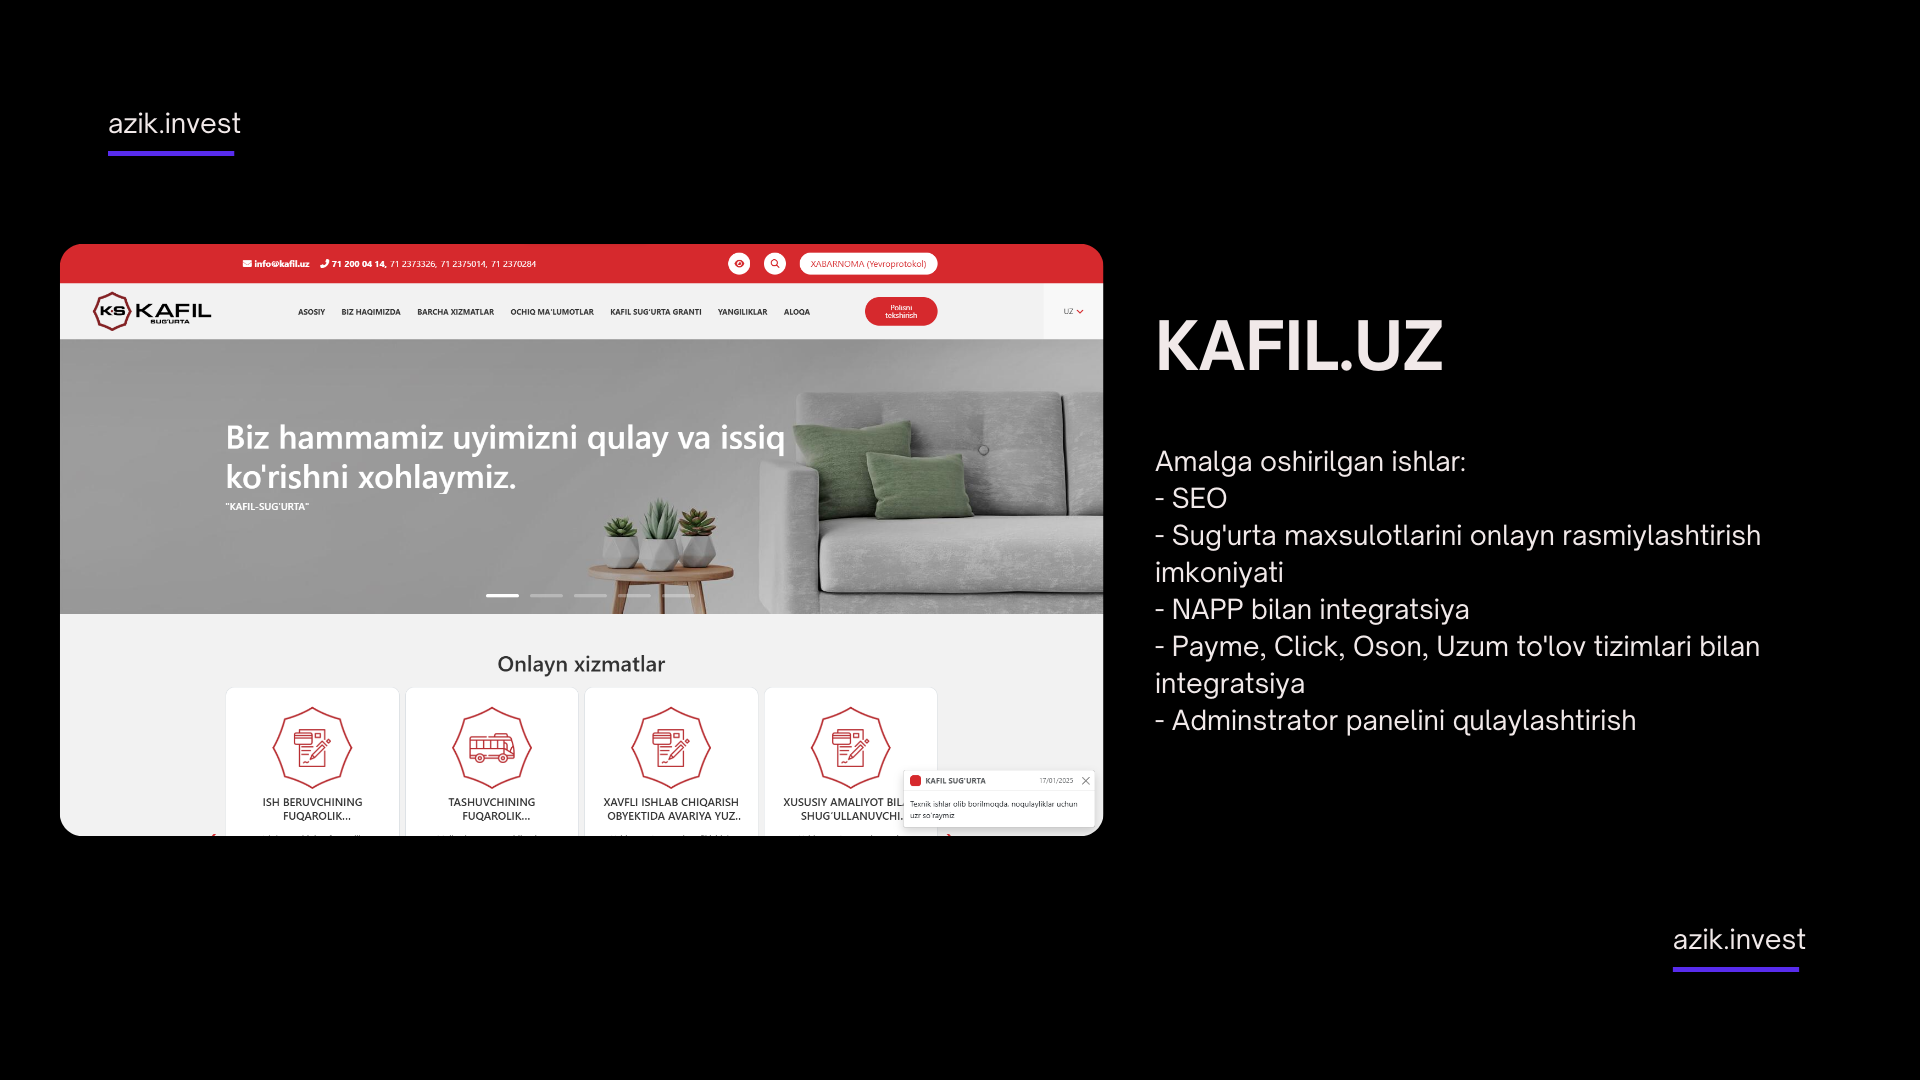 azik.invest
info@kafil.uz 71 200 04 14, 71 2373326, 71 2375014, 71 2370284
XABARNOMA (Yevroprotokol)
KS KAFIL
SUG'URTA
ASOSIY BIZ HAQIMIZDA BARCHA XIZMATLAR OCHIQ MA'LUMOTLAR KAFIL SUG'URTA GRANTI YANGILIKLAR ALOQA
Polisni
tekshirish
UZ
Biz hammamiz uyimizni qulay va issiq
ko'rishni xohlaymiz.
"KAFIL-SUG'URTA"
Onlayn xizmatlar
ISH BERUVCHINING
FUQAROLIK...
TASHUVCHINING
FUQAROLIK...
XAVFLI ISHLAB CHIQARISH
OBYEKTIDA AVARIYA YUZ..
XUSUSIY AMALIYOT
SHUG'ULLANUVCHI.
KAFIL SUG'URTA 17/01/2025
Texnik ishlar olib borilmoqda, noqulayliklar uchun
uzr so'raymiz
KAFIL.UZ
Amalga oshirilgan ishlar:
- SEO
- Sug'urta maxsulotlarini onlayn rasmiylashtirish
imkoniyati
- NAPP bilan integratsiya
- Payme, Click, Oson, Uzum to'lov tizimlari bilan
integratsiya
- Adminstrator panelini qulaylashtirish
azik.invest